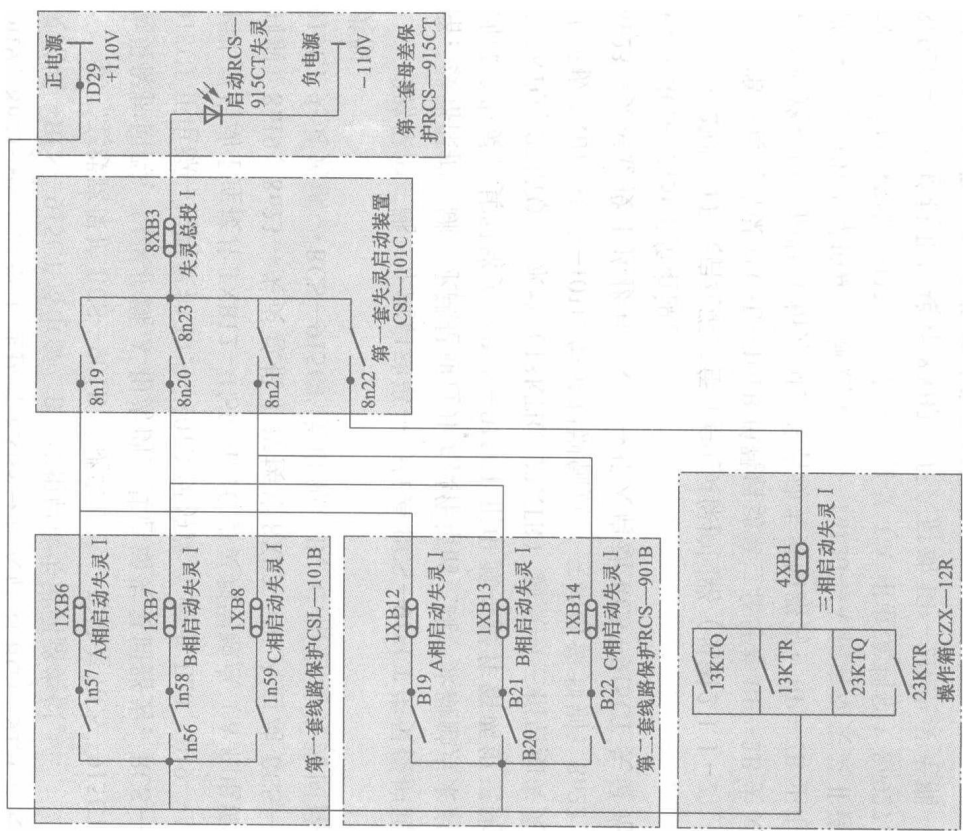 正电源
1D29
+110V
启动RCS—
915CT失灵
负电源
−110V
第一套母差保
护RCS—915CT
8XB3
失灵总投 I
8n19
8n20
8n23
8n21
8n22
第一套失灵启动装置
CSI—101C
1XB6
1n57
A相启动失灵 I
1XB7
1n58
B相启动失灵 I
1n56
1XB8
1n59
C相启动失灵 I
第一套线路保护CSL—101B
1XB12
B19
A相启动失灵 I
1XB13
B21
B相启动失灵 I
B20
1XB14
B22
C相启动失灵 I
第二套线路保护RCS—901B
4XB1
三相启动失灵 I
13KTQ
13KTR
23KTQ
23KTR
操作箱CZX—12R